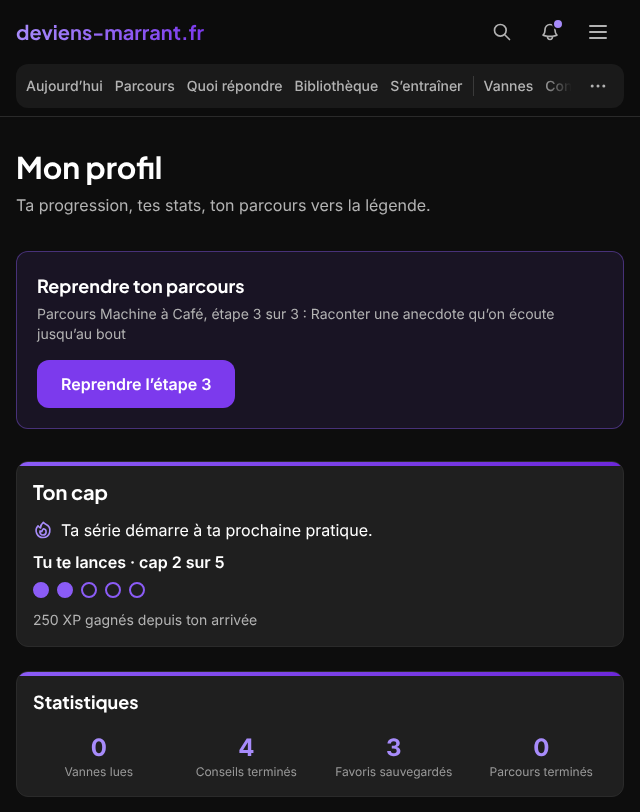 deviens-marrant.fr
Aujourd’hui Parcours Quoi répondre Bibliothèque S’entraîner Vannes
Mon profil
Ta progression, tes stats, ton parcours vers la légende.
Reprendre ton parcours
Parcours Machine à Café, étape 3 sur 3 : Raconter une anecdote qu’on écoute
jusqu’au bout
Reprendre l’étape 3
Ton cap
Ta série démarre à ta prochaine pratique.
Tu te lances · cap 2 sur 5
250 XP gagnés depuis ton arrivée
Statistiques
0 4 3 0
Vannes lues Conseils terminés Favoris sauvegardés Parcours terminés